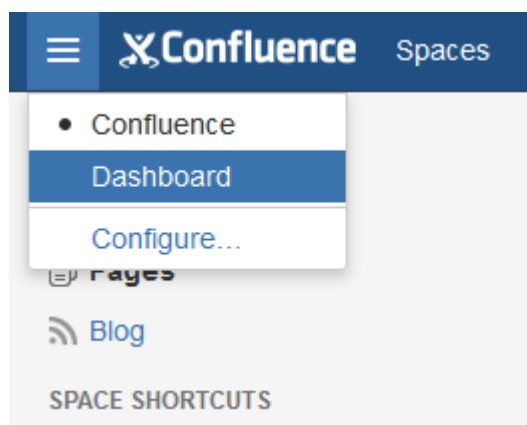 Confluence Spaces
Confluence
Dashboard
Configure...
Pages
Blog
SPACE SHORTCUTS